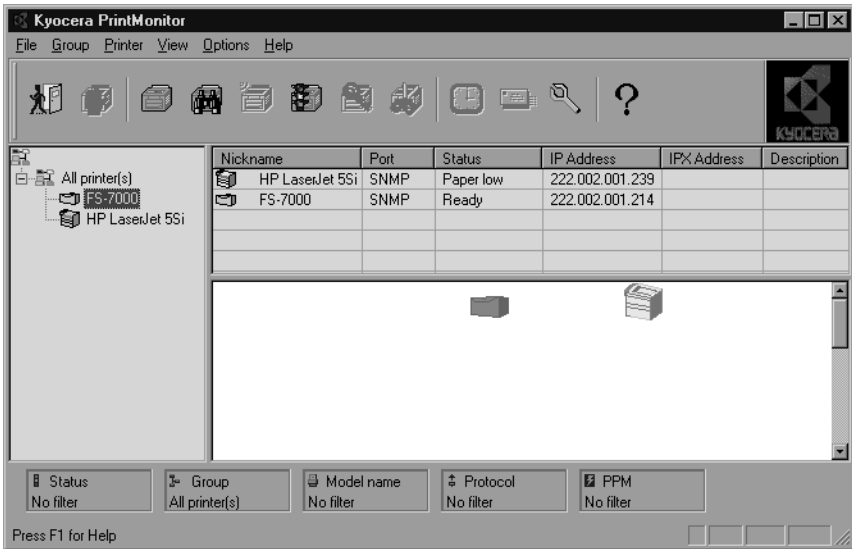 Kyocera PrintMonitor
File Group Printer View Options Help
KYOCERA
All printer(s)
FS-7000
HP LaserJet 5Si
Nickname Port Status IP Address IPX Address Description
HP LaserJet 5Si SNMP Paper low 222.002.001.239
FS-7000 SNMP Ready 222.002.001.214
Status Group Model name Protocol PPM
No filter All printer(s) No filter No filter No filter
Press F1 for Help